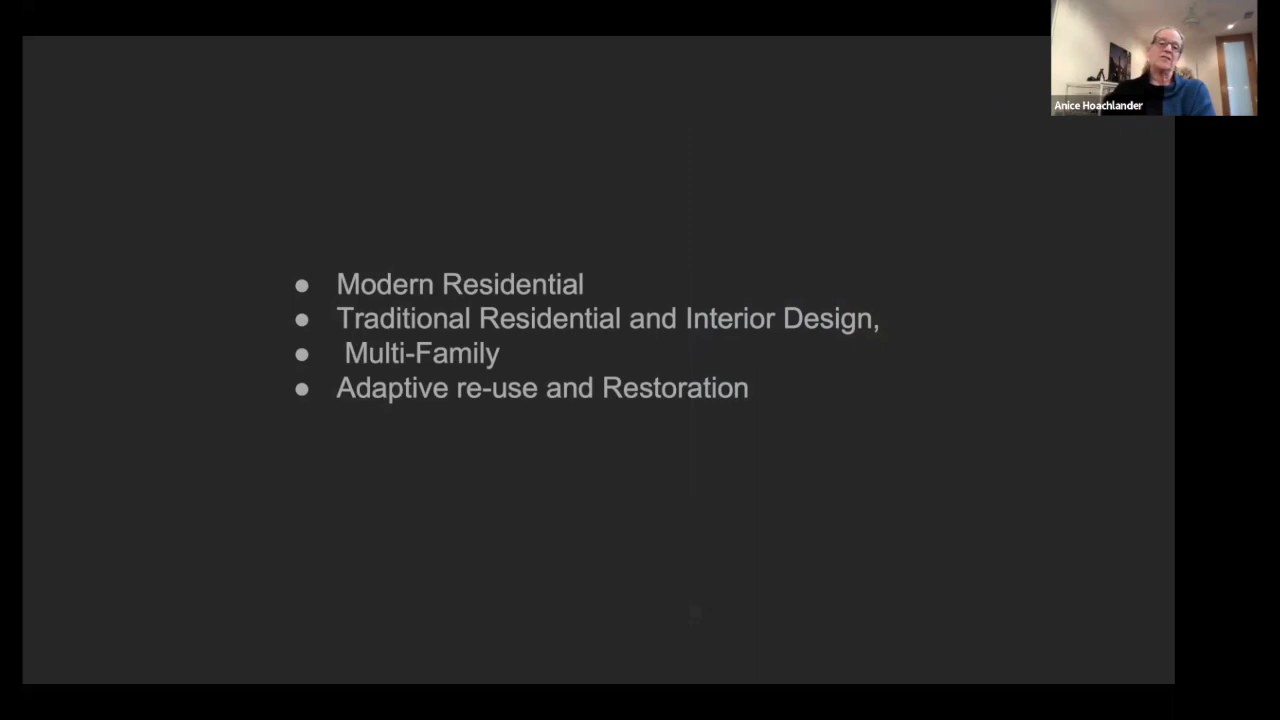 Anice Hoachlander
● Modern Residential
● Traditional Residential and Interior Design,
● Multi-Family
● Adaptive re-use and Restoration